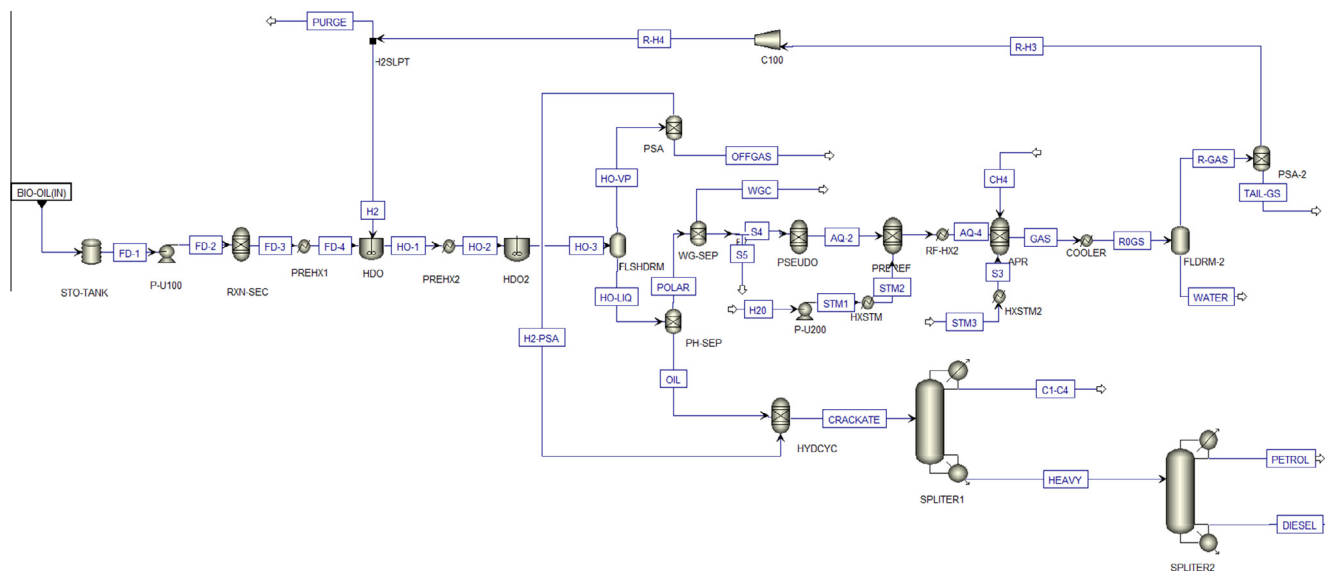 PURGE
R-H4
R-H3
C100
H2SLPT
PSA
OFFGAS
R-GAS
PSA-2
TAIL-GS
BIO-OIL(IN)
HO-VP
WGC
CH4
H2
FD-1
FD-2
FD-3
FD-4
HO-1
HO-2
HO-3
S4
AQ-2
AQ-4
GAS
R0GS
STO-TANK
P-U100
RXN-SEC
PREHX1
HDO
PREHX2
HDO2
FLSHDRM
WG-SEP
S5
PSEUDO
PREREF
RF-HX2
APR
COOLER
FLDRM-2
HO-LIQ
POLAR
STM2
S3
WATER
H20
STM1
HXSTM
P-U200
STM3
HXSTM2
H2-PSA
PH-SEP
OIL
HYDCYC
CRACKATE
C1-C4
SPLITER1
HEAVY
PETROL
DIESEL
SPLITER2